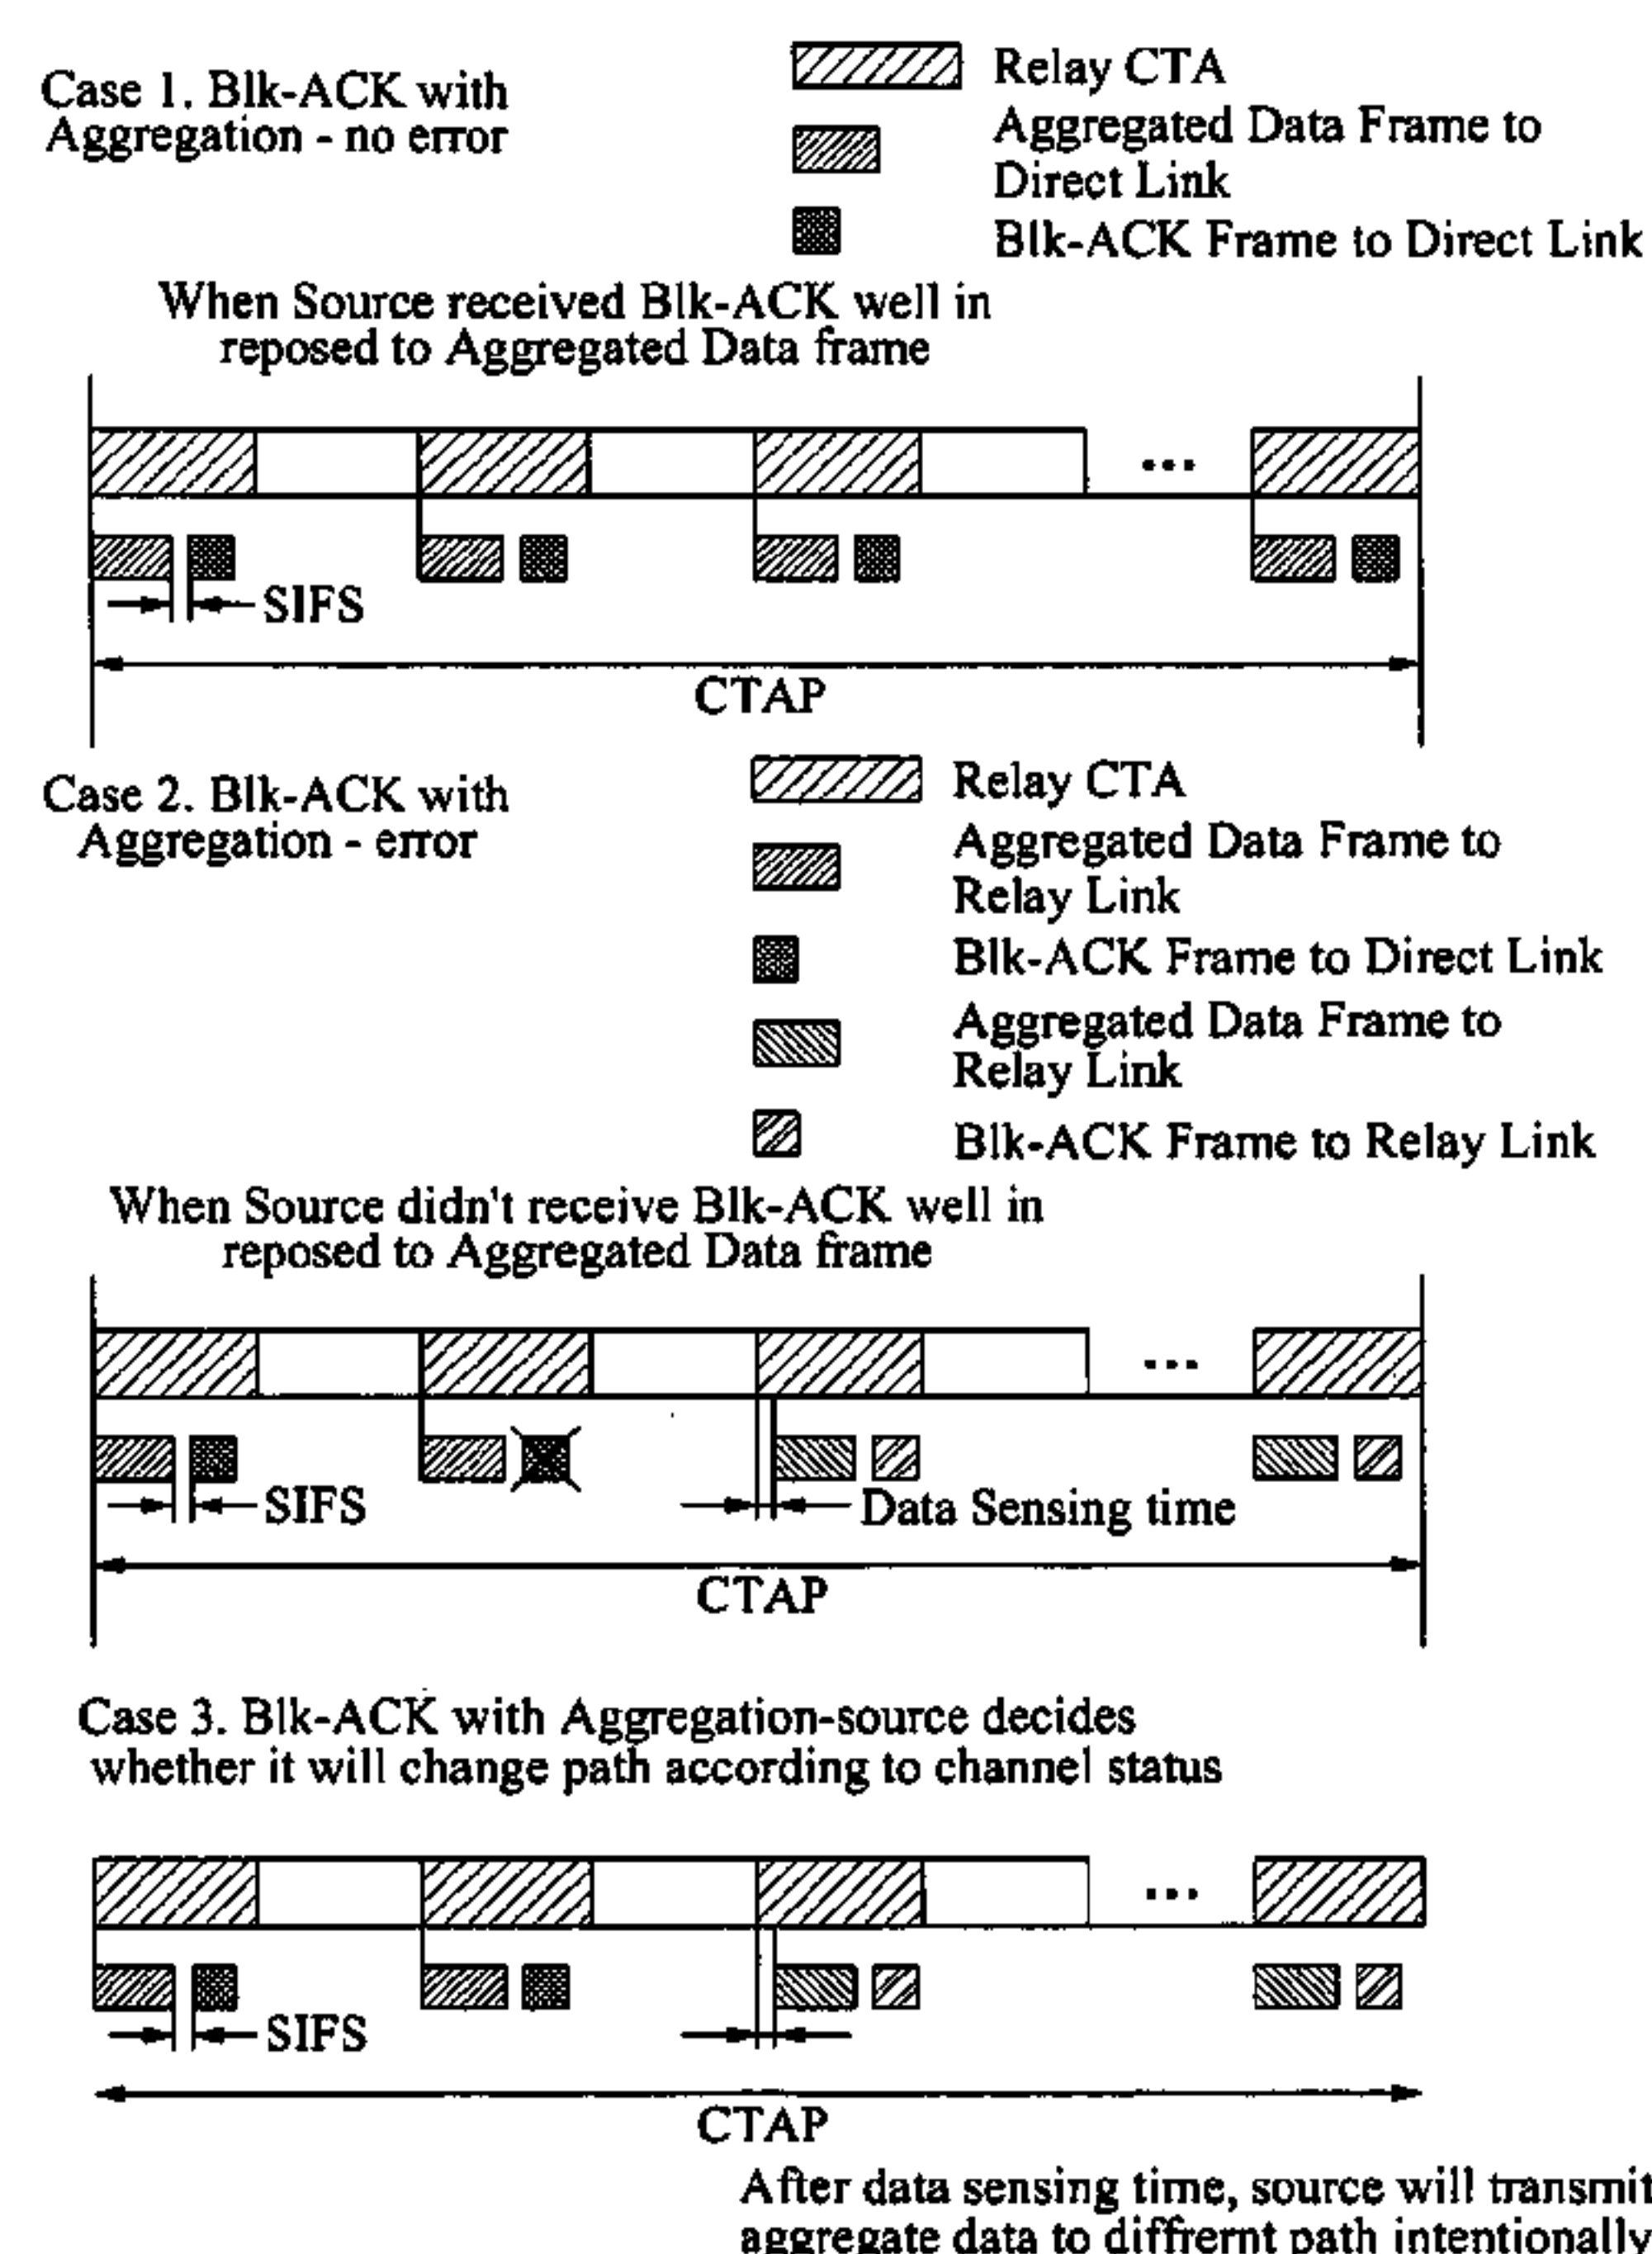 Case 1. Blk-ACK with
Aggregation - no error
Relay CTA
Aggregated Data Frame to
Direct Link
Blk-ACK Frame to Direct Link
When Source received Blk-ACK well in
reposed to Aggregated Data frame
...
SIFS
CTAP
Case 2. Blk-ACK with
Aggregation - error
Relay CTA
Aggregated Data Frame to
Relay Link
Blk-ACK Frame to Direct Link
Aggregated Data Frame to
Relay Link
Blk-ACK Frame to Relay Link
When Source didn't receive Blk-ACK well in
reposed to Aggregated Data frame
...
SIFS
Data Sensing time
CTAP
Case 3. Blk-ACK with Aggregation-source decides
whether it will change path according to channel status
...
SIFS
CTAP
After data sensing time, source will transmit
aggregate data to diffrernt path intentionally